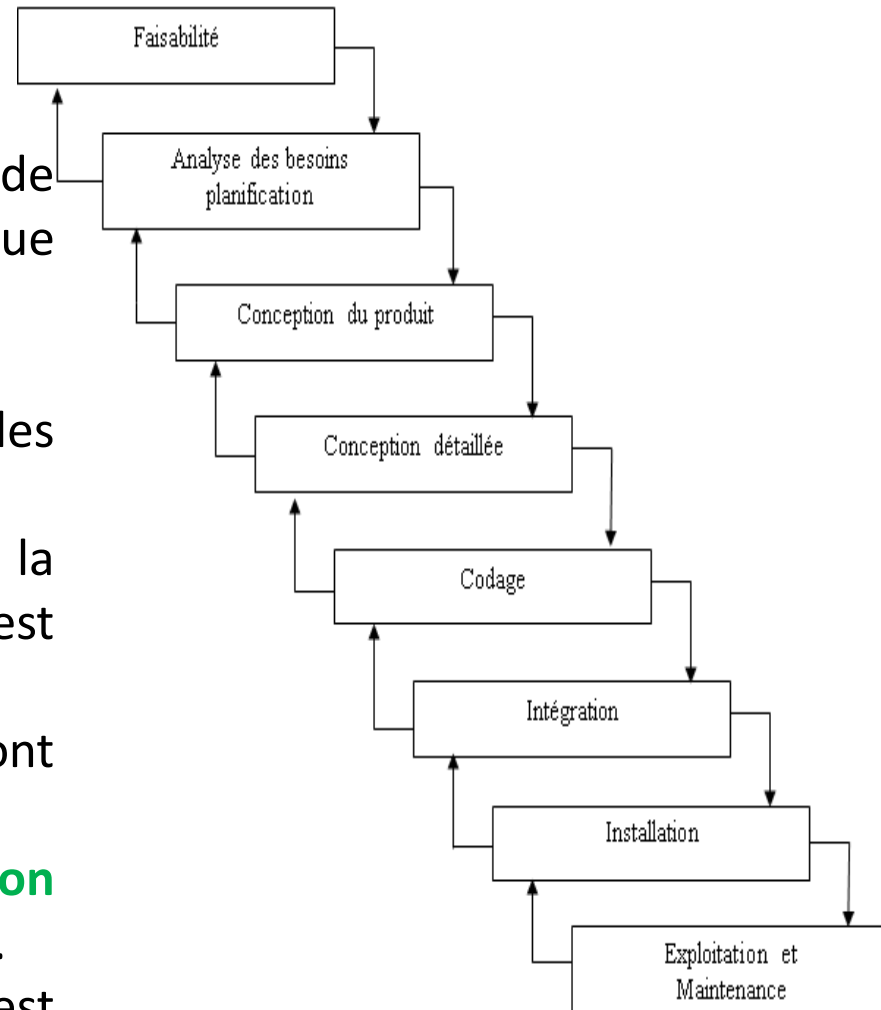 Faisabilité
de
Analyse des besoins
planification
ue
Conception du produit
les
Conception détaillée
la
Codage
est
Intégration
ont
Installation
on
.
Exploitation et
Maintenance
est